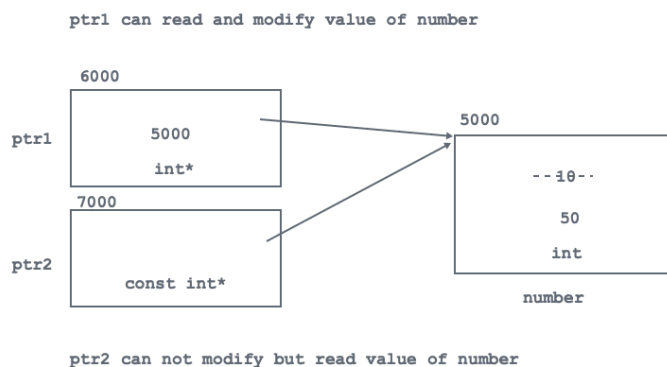 ptr1 can read and modify value of number
6000
5000
ptr1
5000
int*
10
7000
50
ptr2
int
const int*
number
ptr2 can not modify but read value of number